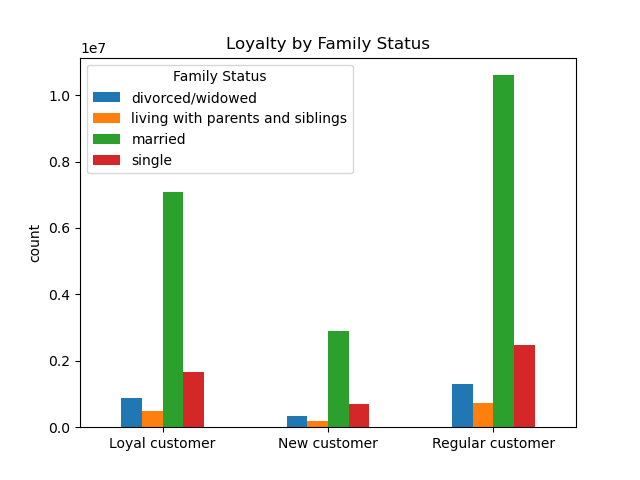 Loyalty by Family Status
1e7
Family Status
divorced/widowed
living with parents and siblings
married
single
1.0
0.8
0.6
0.4
0.2
0.0
count
Loyal customer
New customer
Regular customer